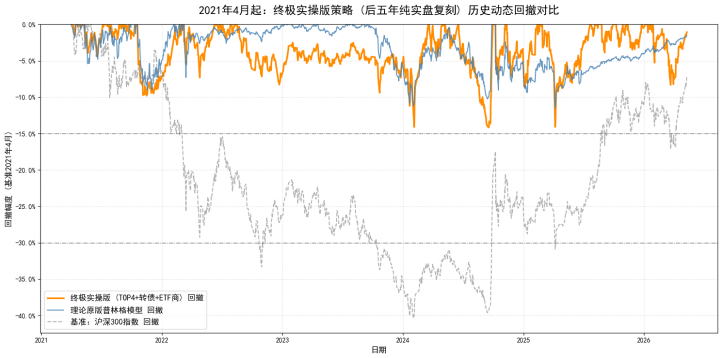 2021年4月起：终极实操版策略（后五年纯实盘复刻）历史动态回撤对比
0.0%
-5.0%
-10.0%
-15.0%
-20.0%
-25.0%
-30.0%
-35.0%
-40.0%
回撤幅度（基准2021年4月）
终极实操版（TOP4+转债+ETF商）回撤
理论原版普林格模型 回撤
基准：沪深300指数 回撤
2021
2022
2023
2024
2025
2026
日期